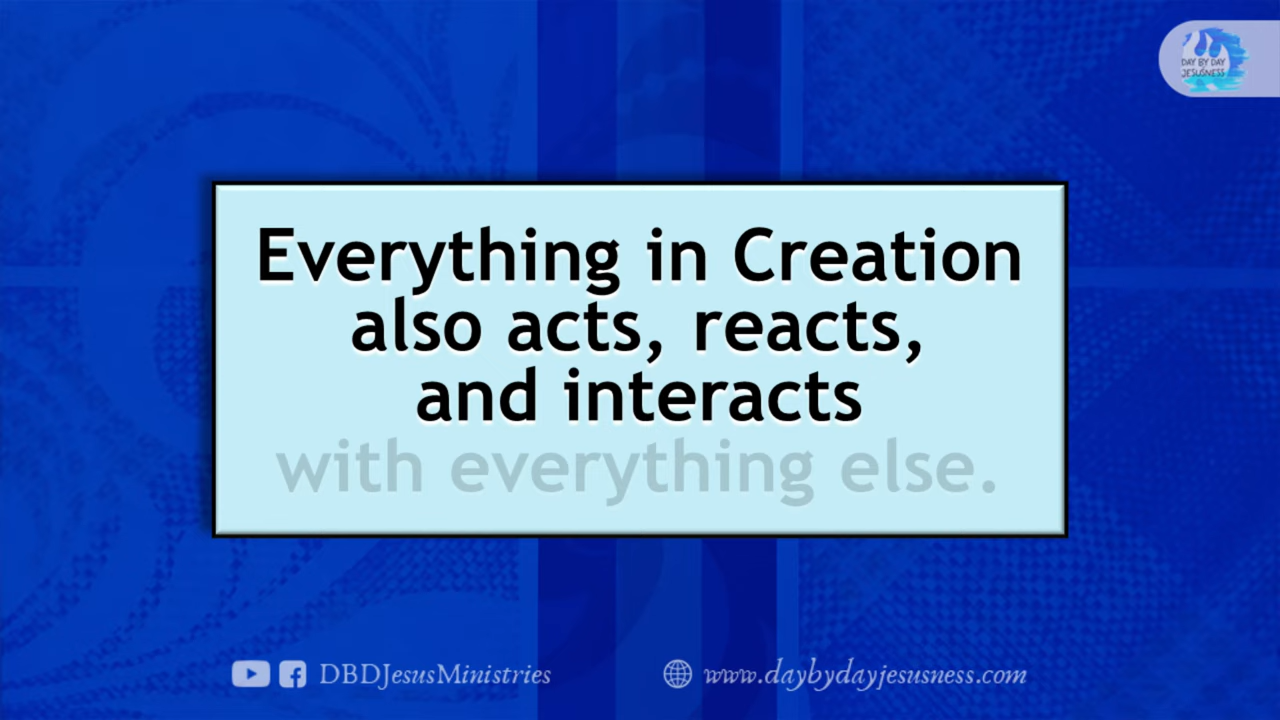 DAY BY DAY
JESUSNESS
Everything in Creation
also acts, reacts,
and interacts
with everything else.
DBDJesusMinistries
www.daybydayjesusness.com